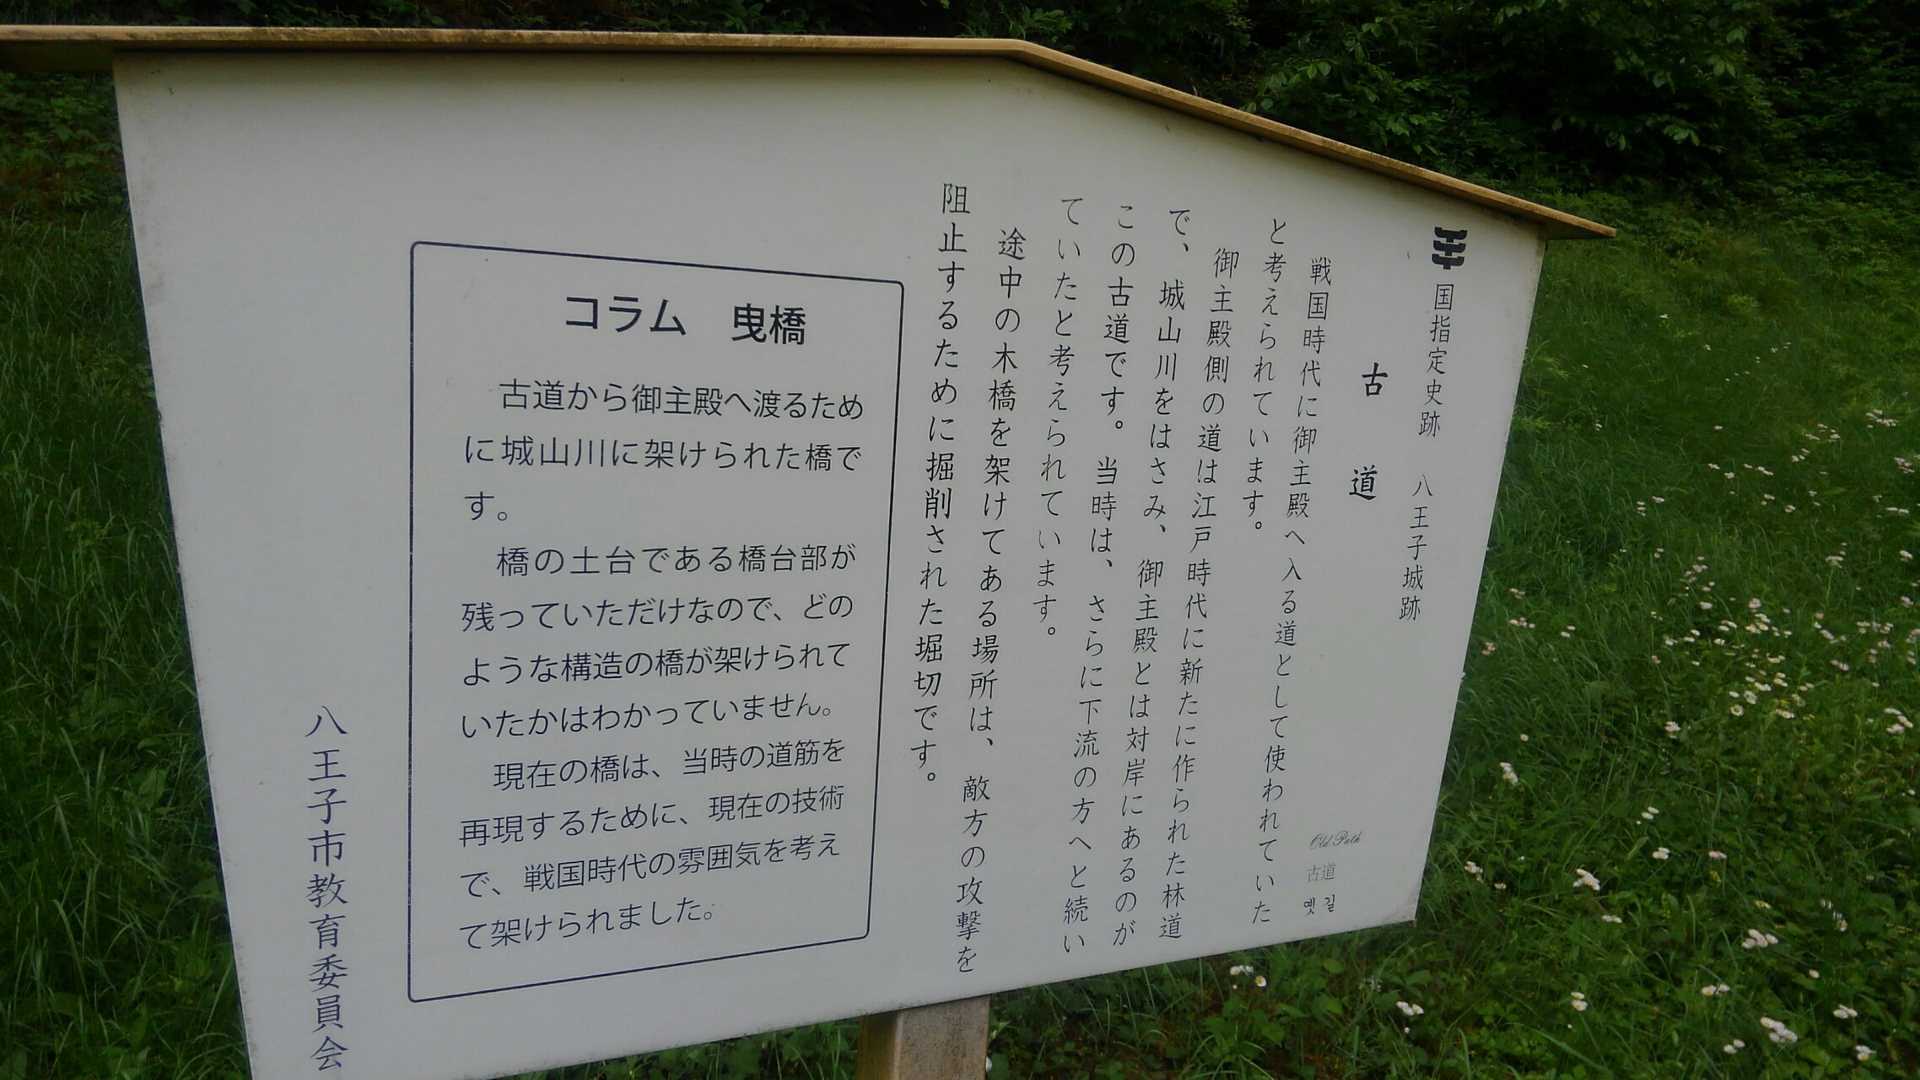 国指定史跡　八王子城跡
古道
戦国時代に御主殿へ入る道として使われていた
と考えられています。
御主殿側の道は江戸時代に新たに作られた林道
で、城山川をはさみ、御主殿とは対岸にあるのが
この古道です。当時は、さらに下流の方へと続い
ていたと考えられています。
途中の木橋を架けてある場所は、敵方の攻撃を
阻止するために掘削された堀切です。
Old Path
古道
옛길
コラム　曳橋
古道から御主殿へ渡るため
に城山川に架けられた橋で
す。
橋の土台である橋台部が
残っていただけなので、どの
ような構造の橋が架けられて
いたかはわかっていません。
現在の橋は、当時の道筋を
再現するために、現在の技術
で、戦国時代の雰囲気を考え
て架けられました。
八王子市教育委員会